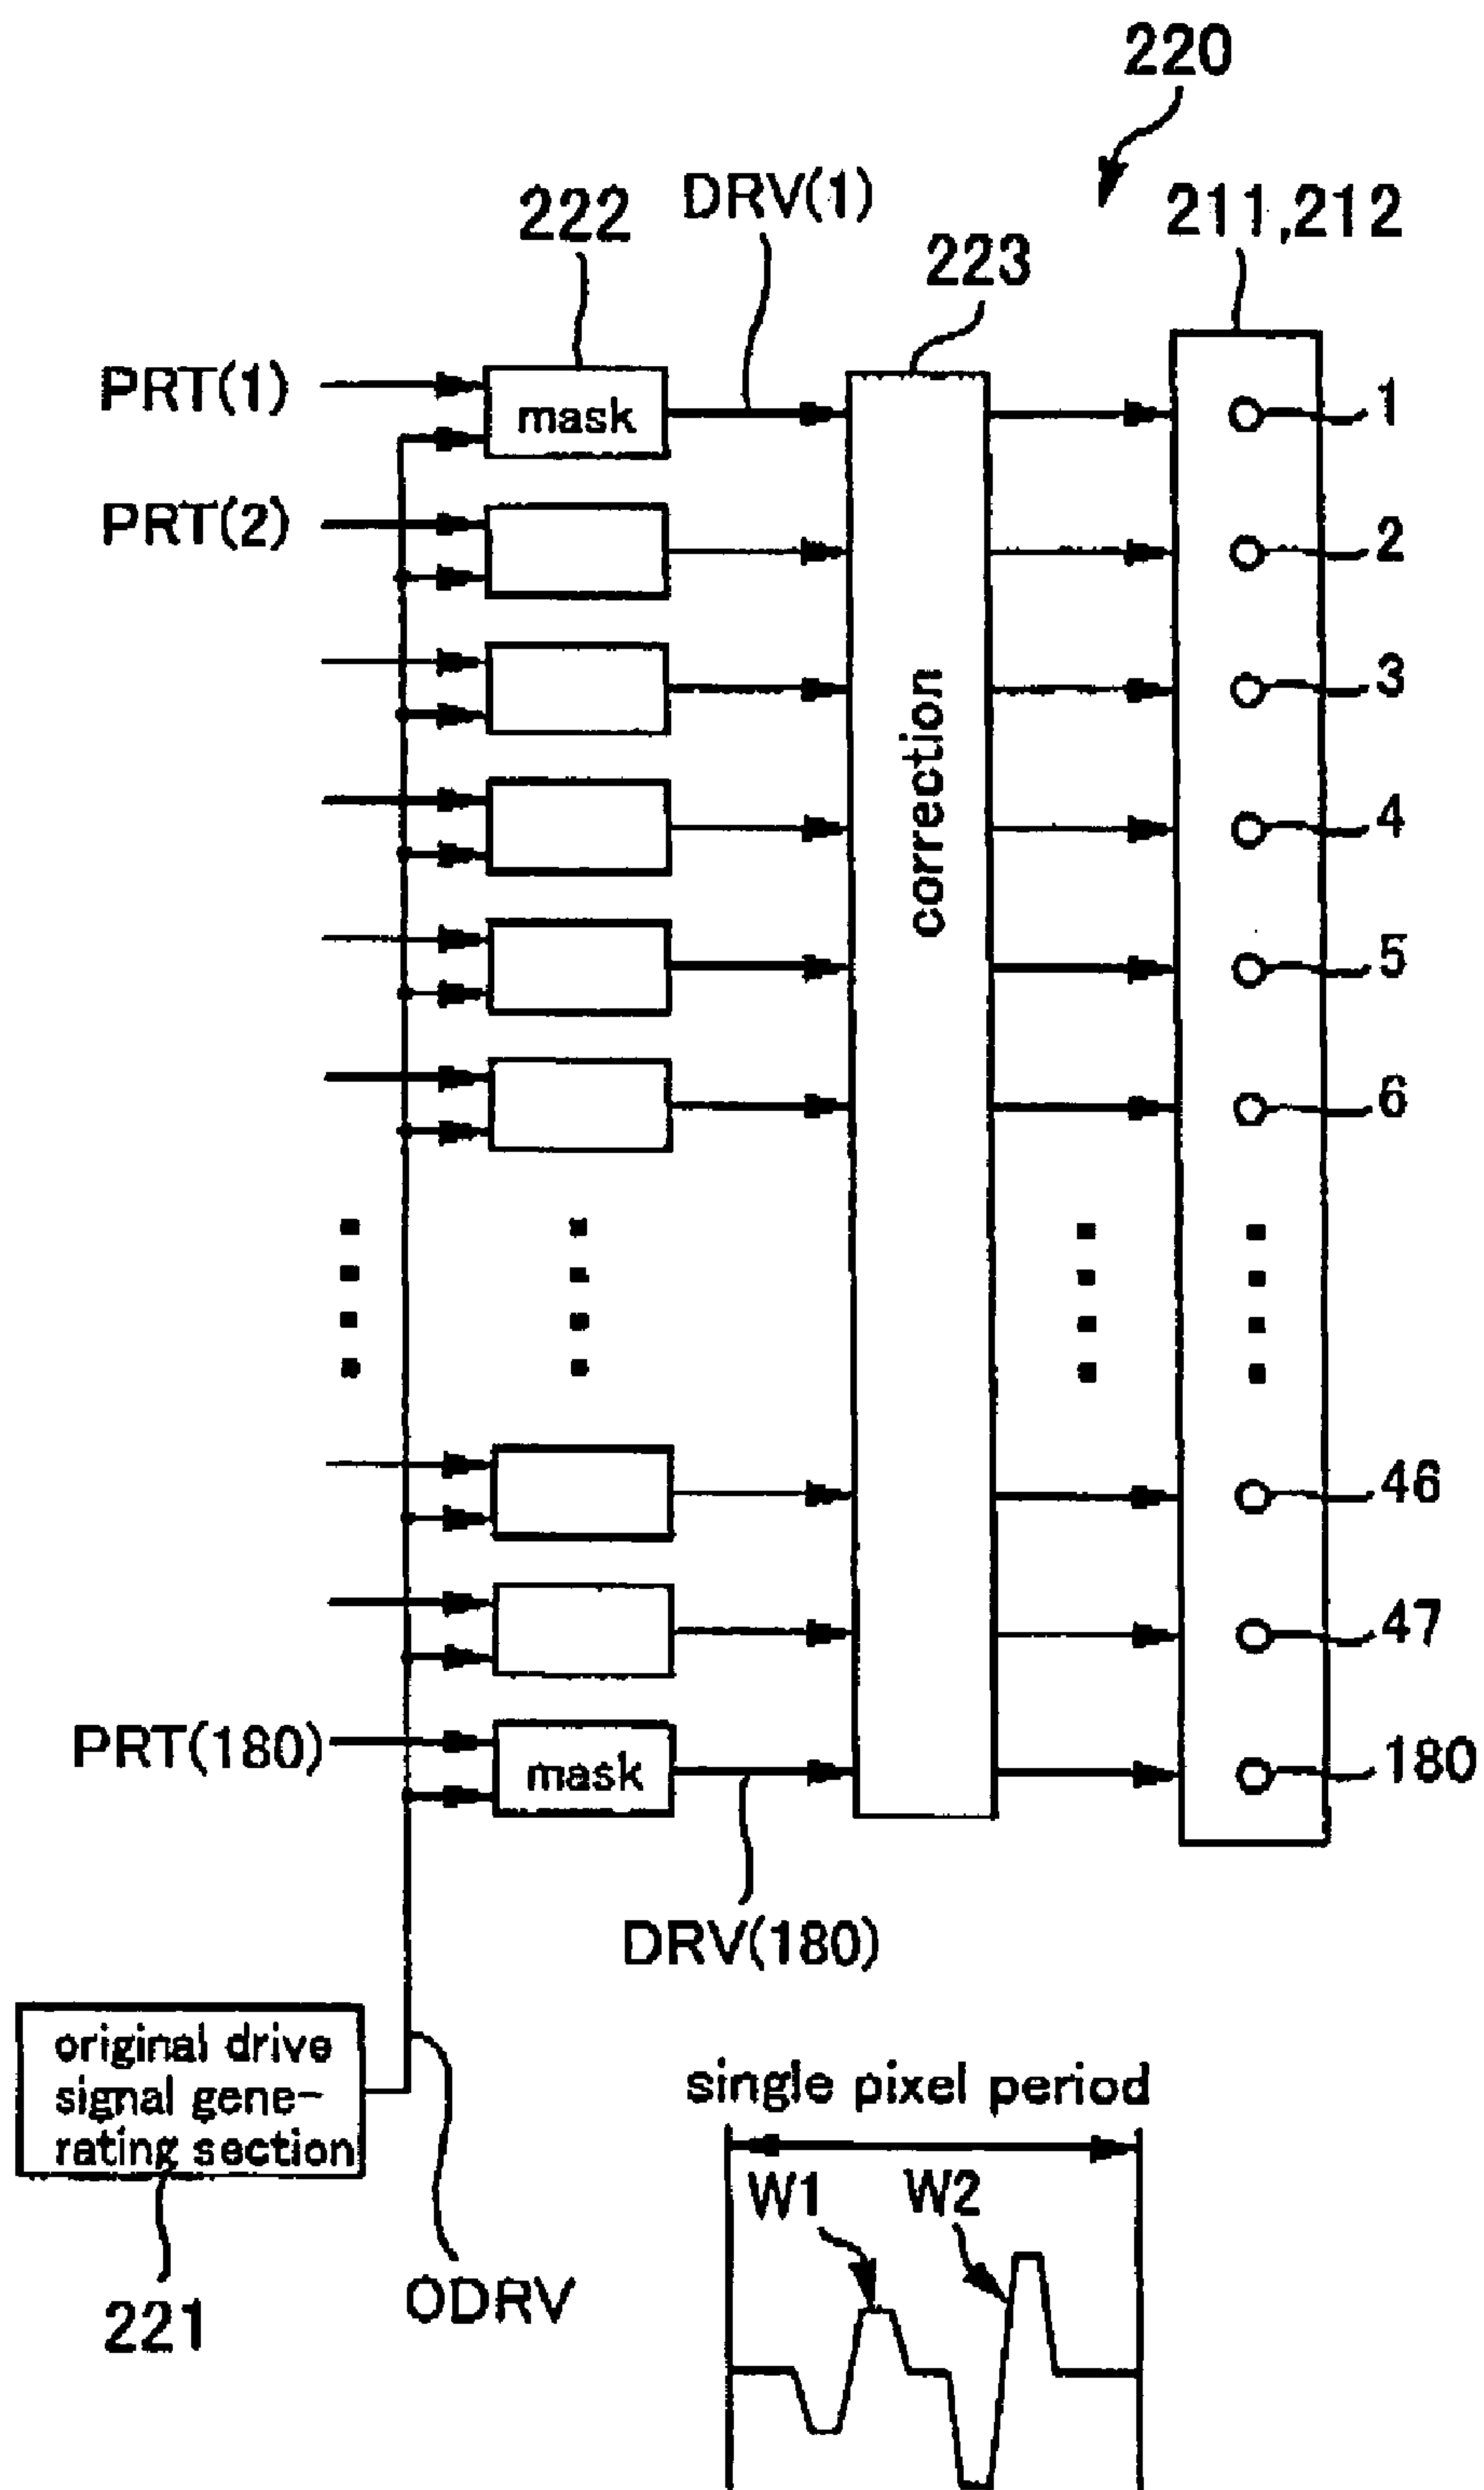 220
222
DRV(1)
211,212
223
PRT(1)
mask
1
PRT(2)
2
3
correction
4
5
6
46
47
PRT(180)
mask
180
DRV(180)
original drive
signal gene-
rating section
single pixel period
W1
W2
ODRV
221